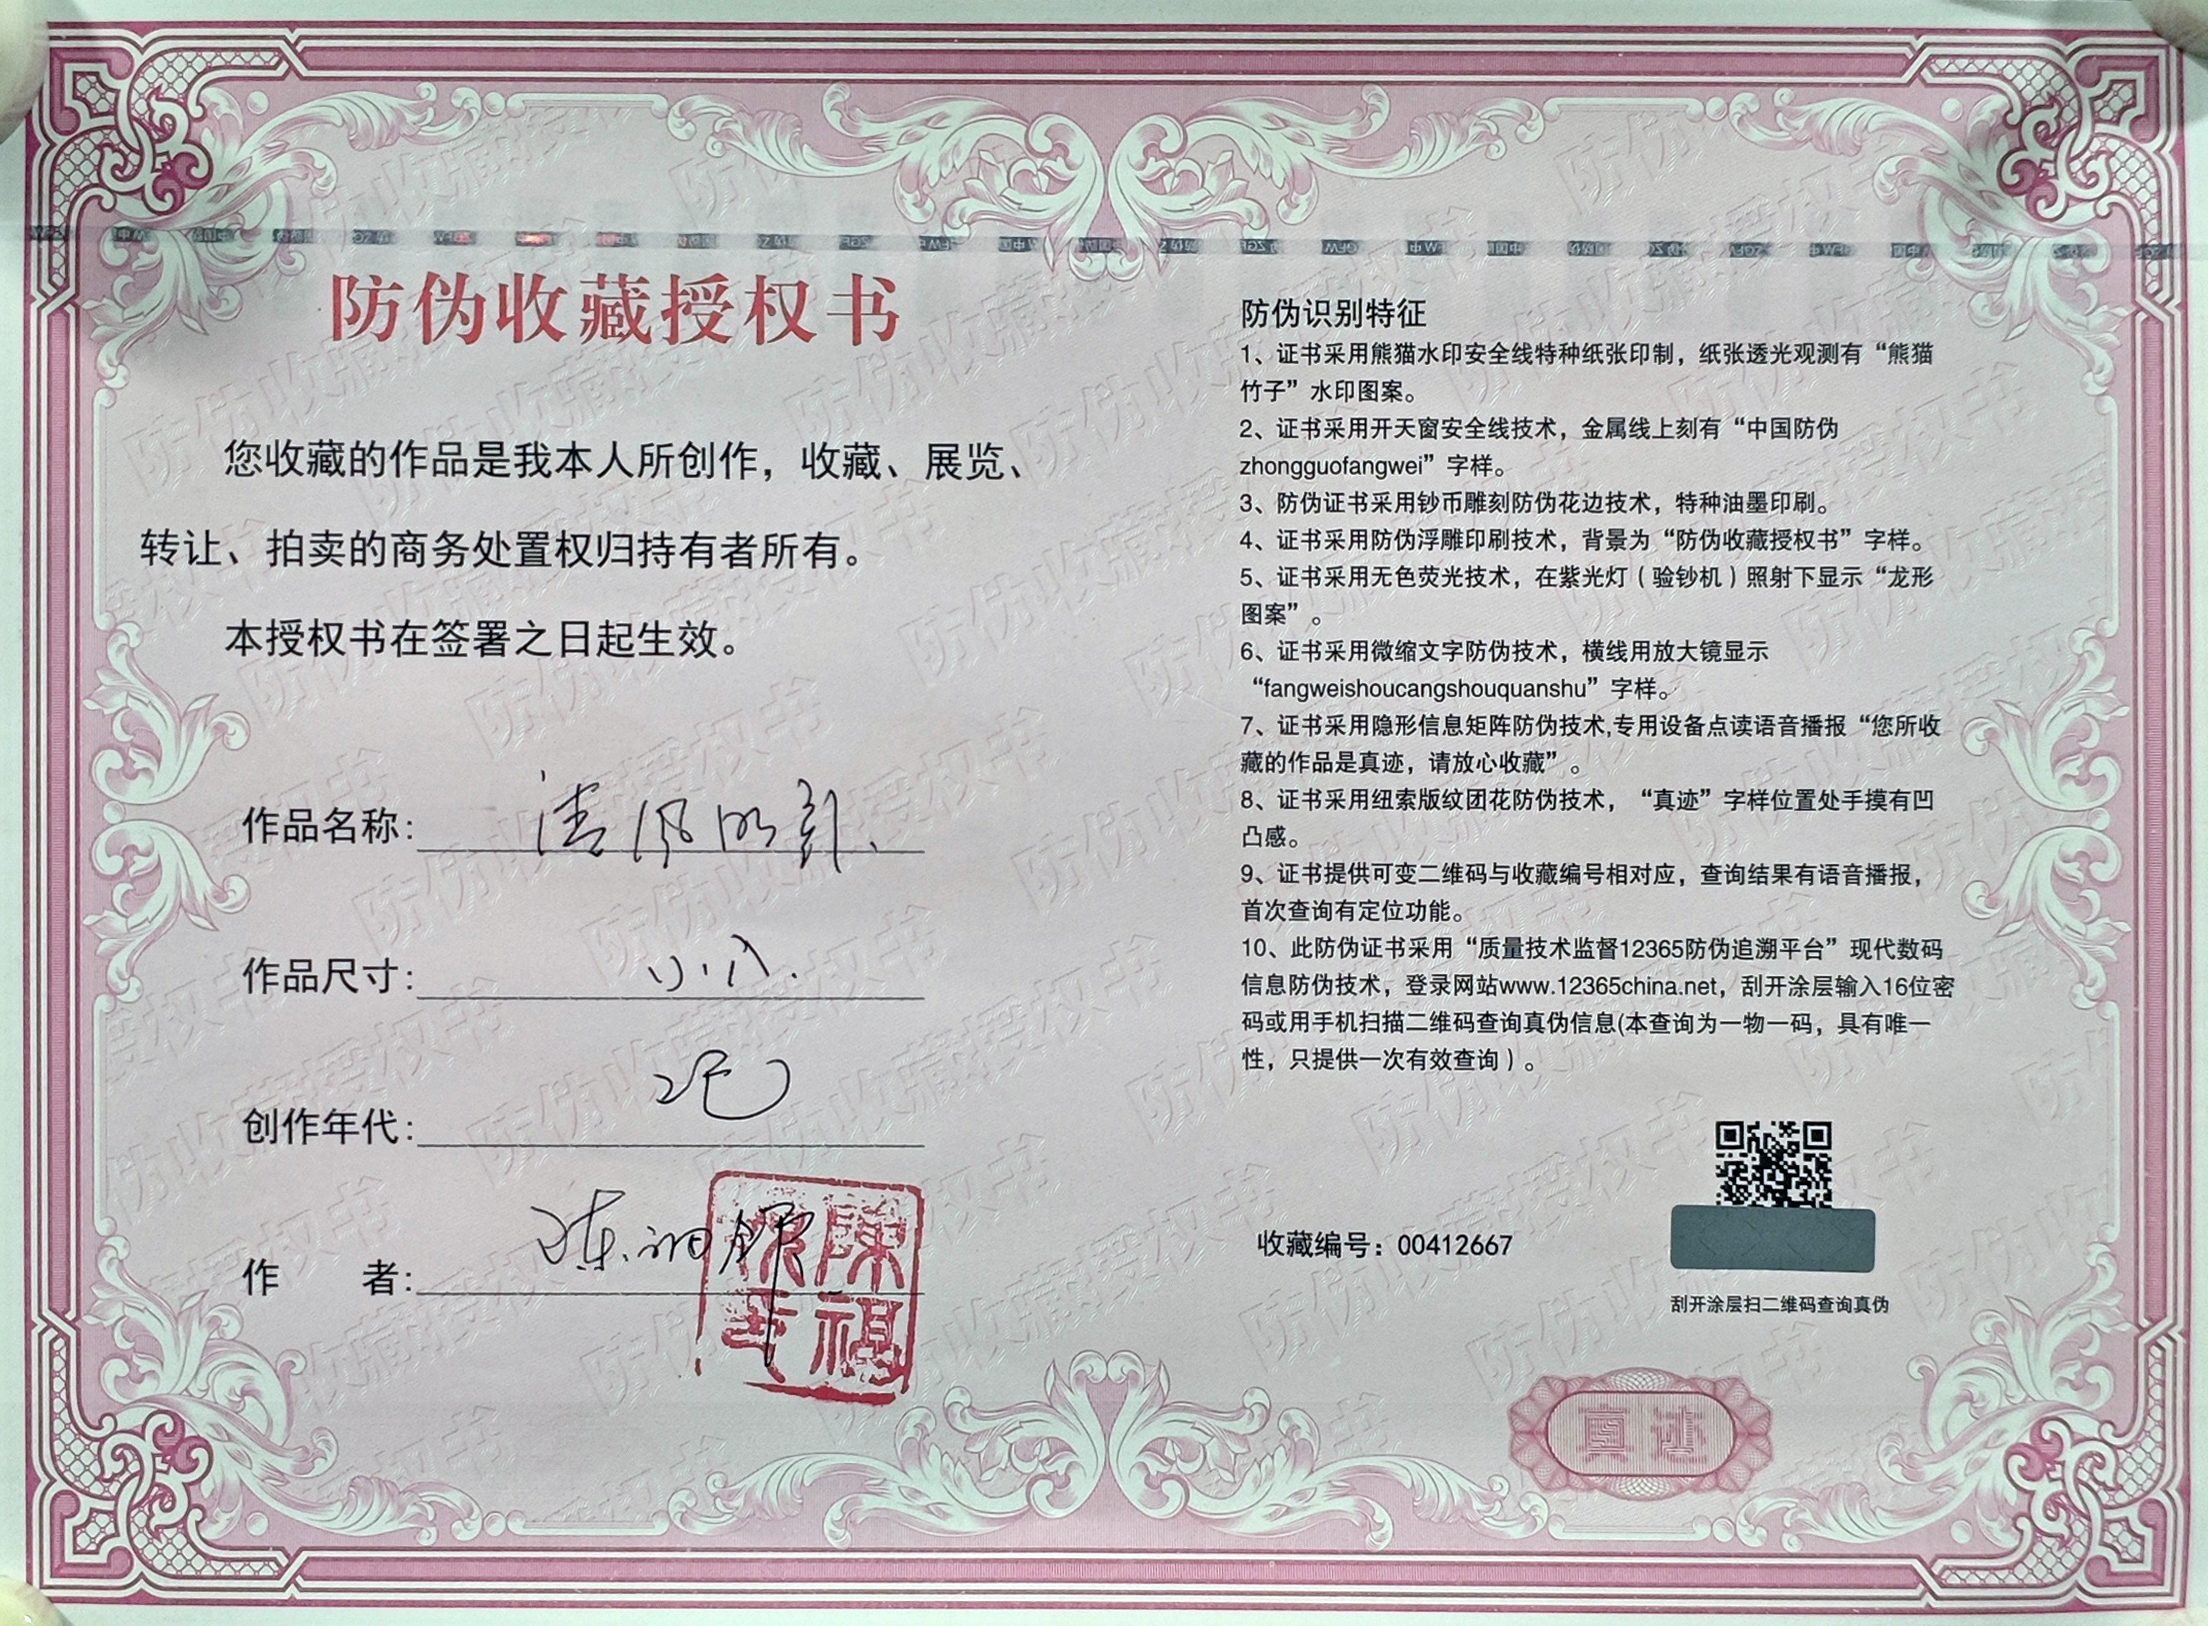 防伪收藏授权书
您收藏的作品是我本人所创作，收藏、展览、
转让、拍卖的商务处置权归持有者所有。
本授权书在签署之日起生效。
作品名称：清风
作品尺寸：小八
创作年代：
作　　者：陈
陳
防伪识别特征
1、证书采用熊猫水印安全线特种纸张印制，纸张透光观测有“熊猫
竹子”水印图案。
2、证书采用开天窗安全线技术，金属线上刻有“中国防伪
zhongguofangwei”字样。
3、防伪证书采用钞币雕刻防伪花边技术，特种油墨印刷。
4、证书采用防伪浮雕印刷技术，背景为“防伪收藏授权书”字样。
5、证书采用无色荧光技术，在紫光灯（验钞机）照射下显示“龙形
图案”。
6、证书采用微缩文字防伪技术，横线用放大镜显示
“fangweishoucangshouquanshu”字样。
7、证书采用隐形信息矩阵防伪技术,专用设备点读语音播报“您所收
藏的作品是真迹，请放心收藏”。
8、证书采用纽索版纹团花防伪技术，“真迹”字样位置处手摸有凹
凸感。
9、证书提供可变二维码与收藏编号相对应，查询结果有语音播报，
首次查询有定位功能。
10、此防伪证书采用“质量技术监督12365防伪追溯平台”现代数码
信息防伪技术，登录网站www.12365china.net，刮开涂层输入16位密
码或用手机扫描二维码查询真伪信息(本查询为一物一码，具有唯一
性，只提供一次有效查询）。
收藏编号：00412667
刮开涂层扫二维码查询真伪
真迹